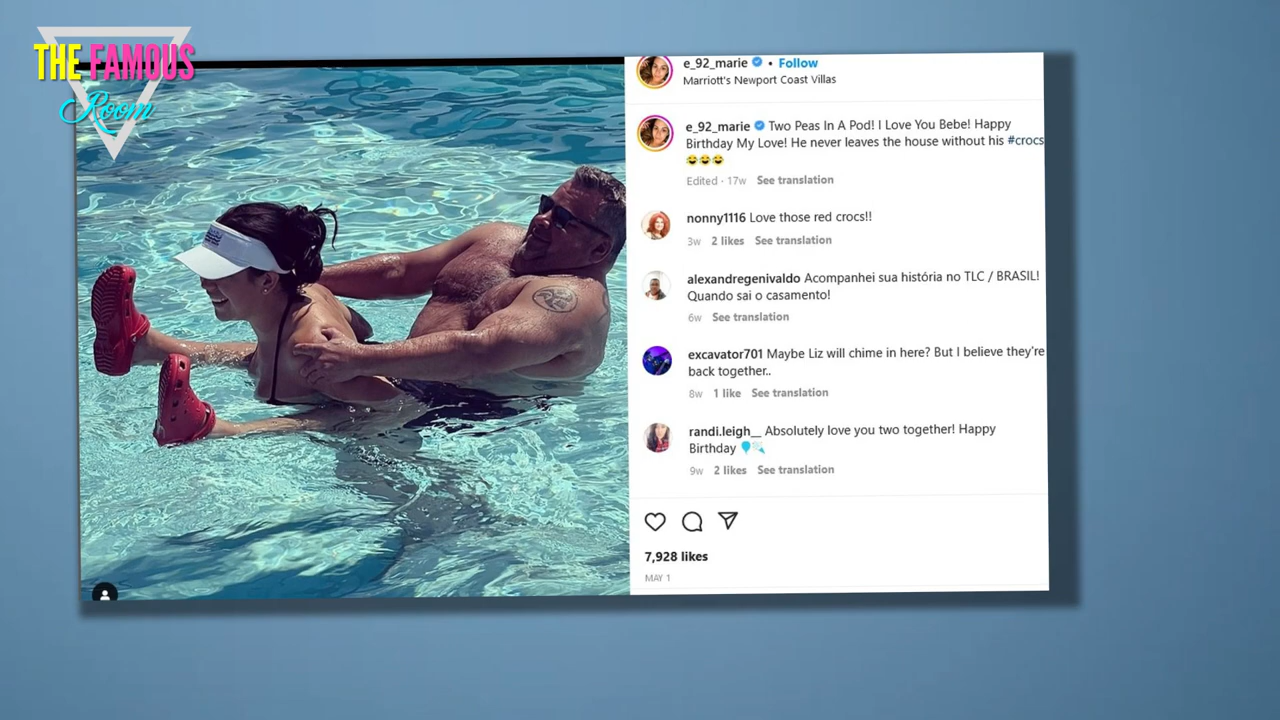 THE FAMOUS
Room
e_92_marie • Follow
Marriott's Newport Coast Villas
e_92_marie Two Peas In A Pod! I Love You Bebe! Happy
Birthday My Love! He never leaves the house without his #crocs
😂😂😂
Edited · 17w See translation
nonny1116 Love those red crocs!!
3w 2 likes See translation
alexandregenivaldo Acompanhei sua história no TLC / BRASIL!
Quando sai o casamento!
6w See translation
excavator701 Maybe Liz will chime in here? But I believe they're
back together..
8w 1 like See translation
randi.leigh__ Absolutely love you two together! Happy
Birthday 🎈🎉
9w 2 likes See translation
7,928 likes
MAY 1